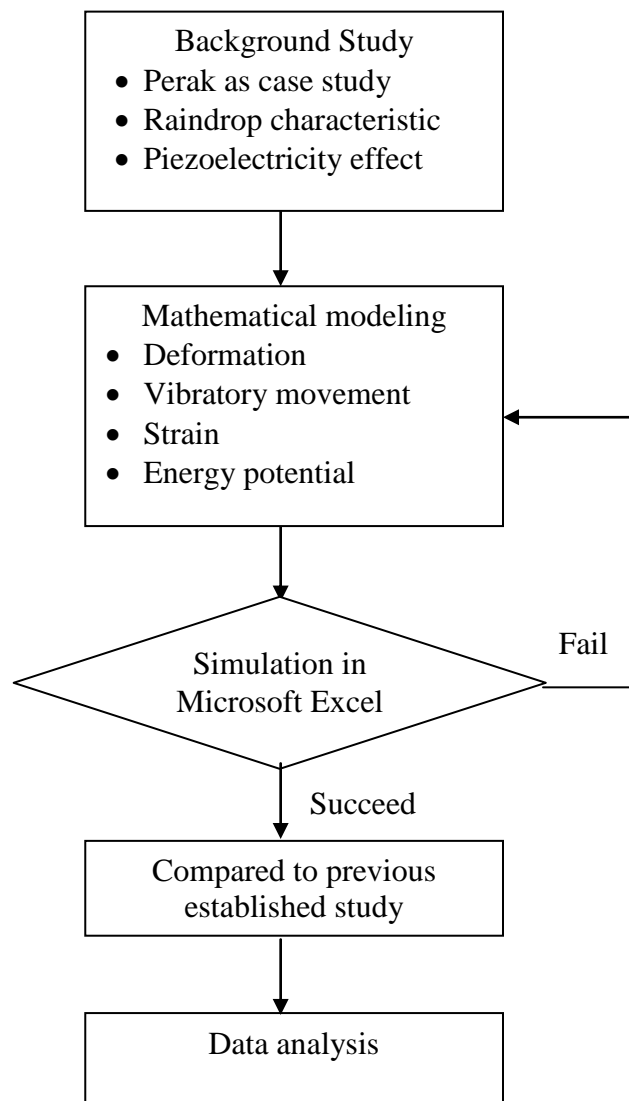 Background Study
• Perak as case study
• Raindrop characteristic
• Piezoelectricity effect
Mathematical modeling
• Deformation
• Vibratory movement
• Strain
• Energy potential
Simulation in
Microsoft Excel
Fail
Succeed
Compared to previous
established study
Data analysis